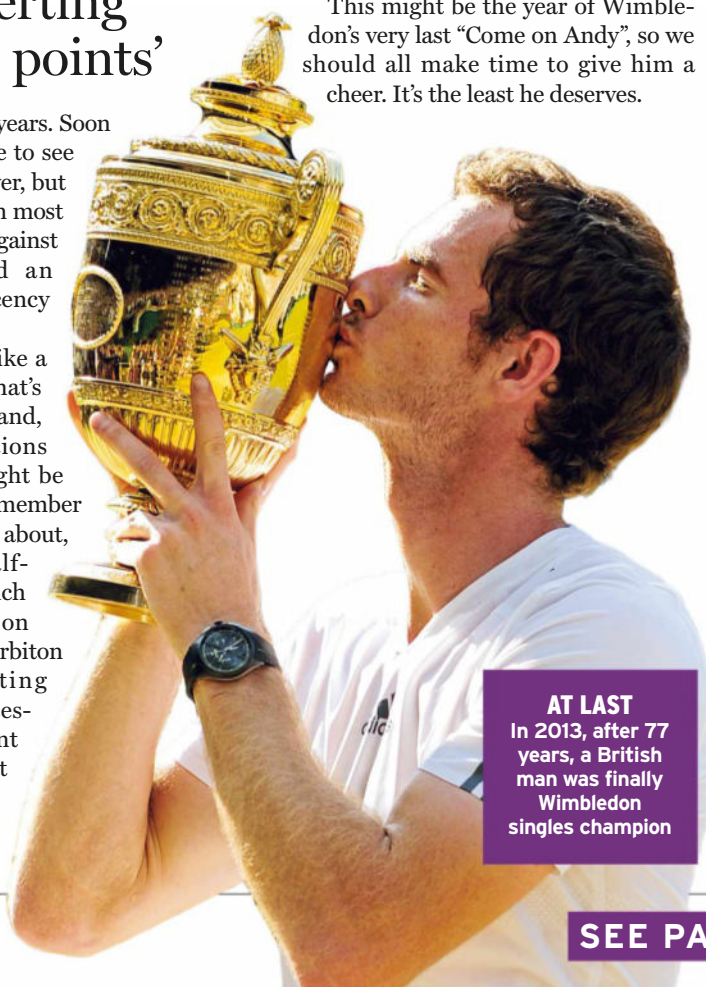 erting
points’
years. Soon
e to see
er, but
n most
gainst
d an
cency
ike a
hat’s
and,
tions
ght be
member
about,
alf-
ch
on
rbiton
ting
es-
nt
t
This might be the year of Wimble-
don’s very last “Come on Andy”, so we
should all make time to give him a
cheer. It’s the least he deserves.
AT LAST
In 2013, after 77
years, a British
man was finally
Wimbledon
singles champion
SEE PA